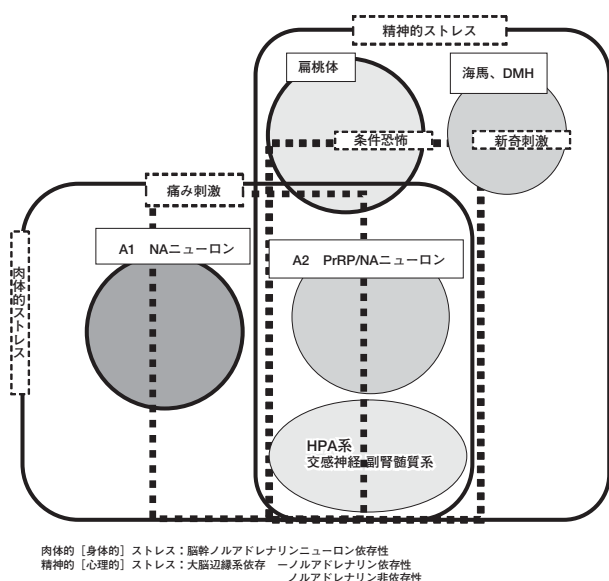 精神的ストレス
扁桃体
海馬、DMH
条件恐怖
新奇刺激
痛み刺激
肉体的ストレス
A1 NAニューロン
A2 PrRP/NAニューロン
HPA系
交感神経-副腎髄質系
肉体的［身体的］ストレス：脳幹ノルアドレナリンニューロン依存性
精神的［心理的］ストレス：大脳辺縁系依存 ーノルアドレナリン依存性
ノルアドレナリン非依存性